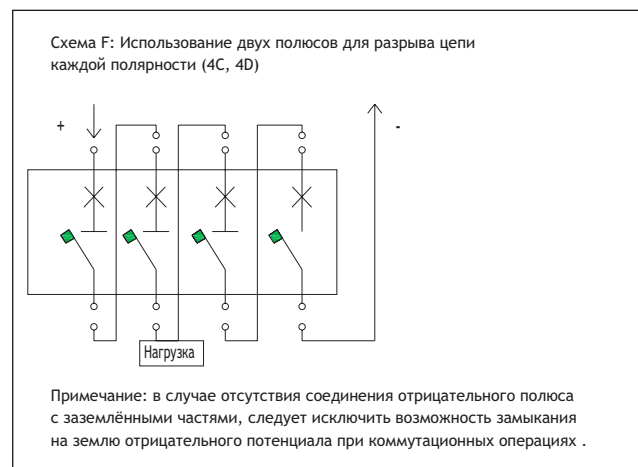 Схема F: Использование двух полюсов для разрыва цепи
каждой полярности (4C, 4D)
+ -
Нагрузка
Примечание: в случае отсутствия соединения отрицательного полюса
с заземлёнными частями, следует исключить возможность замыкания
на землю отрицательного потенциала при коммутационных операциях .